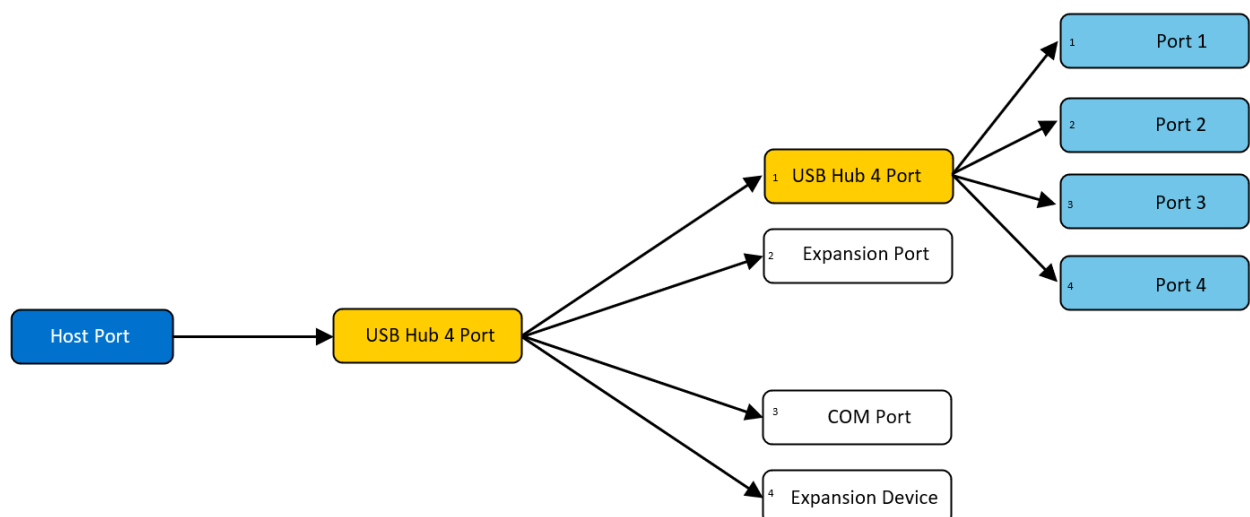 1 Port 1
2 Port 2
1 USB Hub 4 Port
3 Port 3
2 Expansion Port
4 Port 4
Host Port
USB Hub 4 Port
3 COM Port
4 Expansion Device